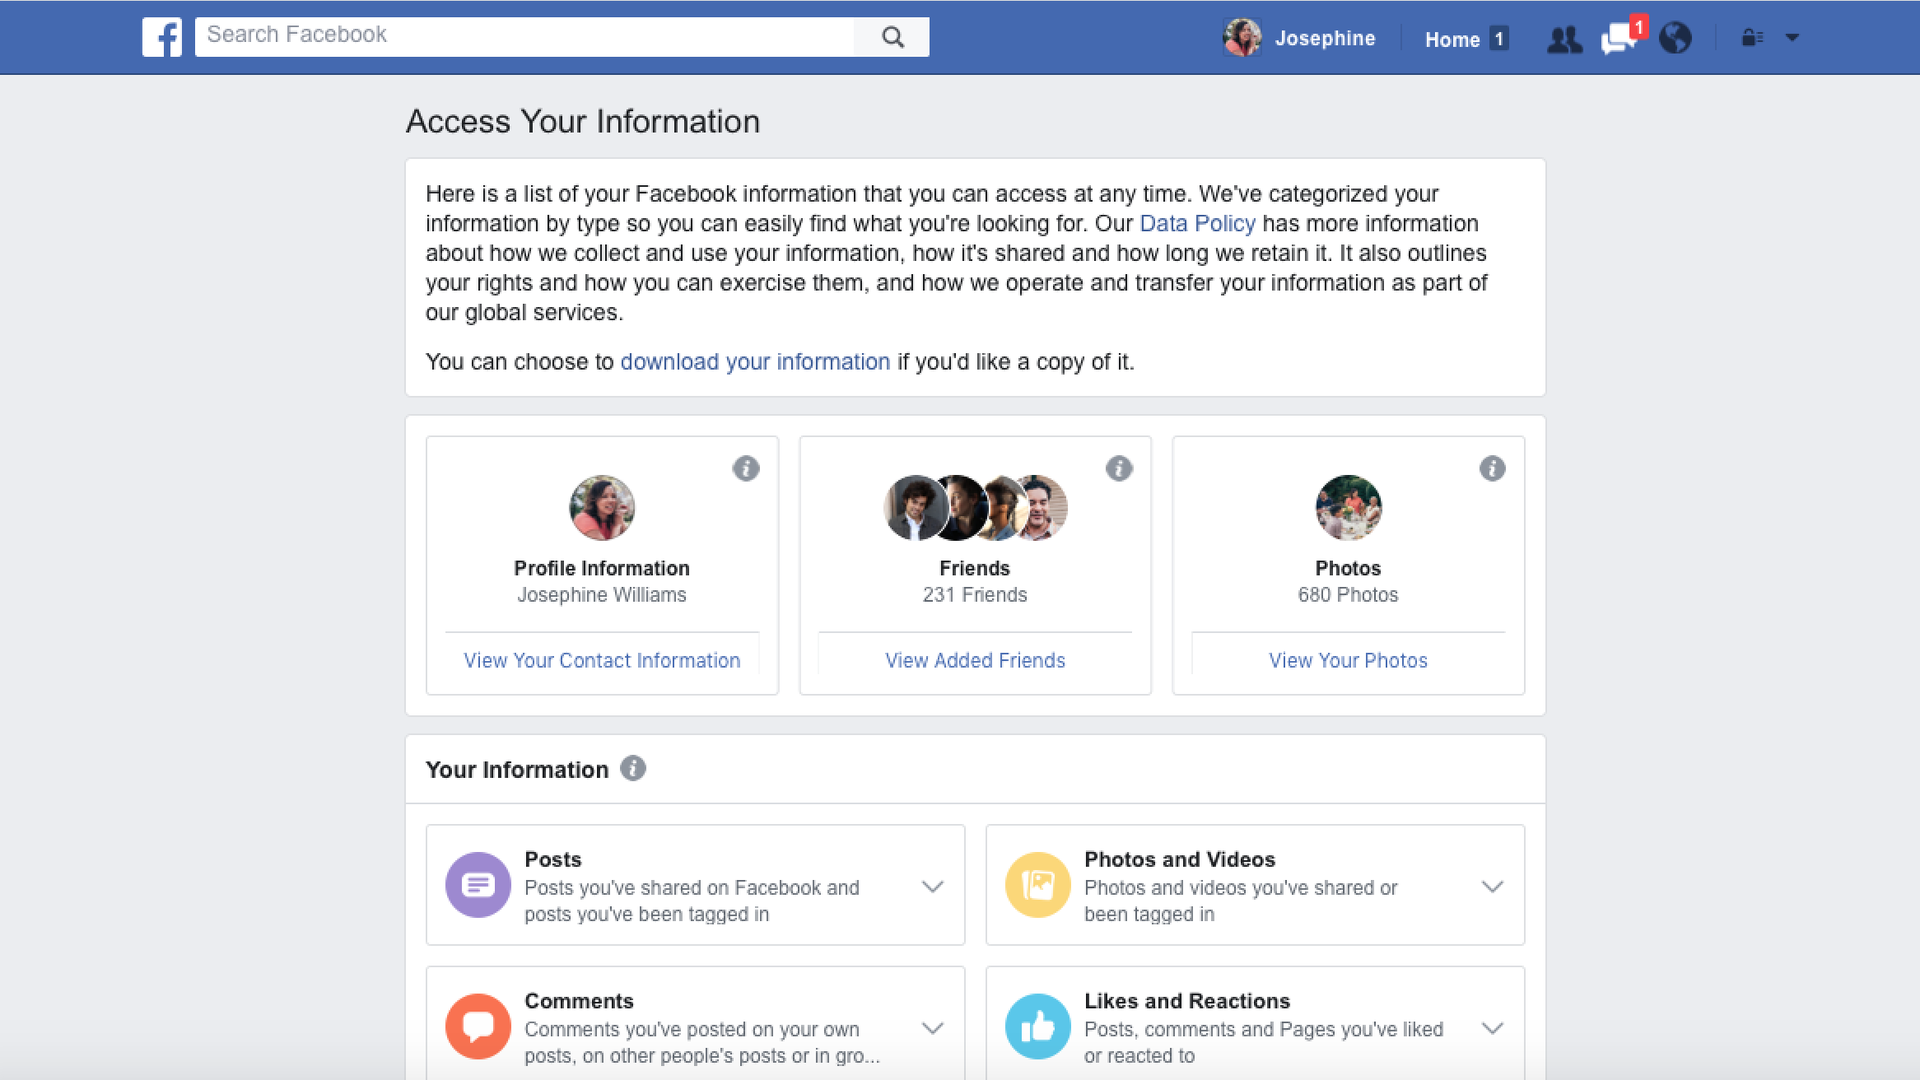 Search Facebook
Josephine
Home 1
1
Access Your Information
Here is a list of your Facebook information that you can access at any time. We've categorized your
information by type so you can easily find what you're looking for. Our Data Policy has more information
about how we collect and use your information, how it's shared and how long we retain it. It also outlines
your rights and how you can exercise them, and how we operate and transfer your information as part of
our global services.
You can choose to download your information if you'd like a copy of it.
Profile Information
Josephine Williams
View Your Contact Information
Friends
231 Friends
View Added Friends
Photos
680 Photos
View Your Photos
Your Information
Posts
Posts you've shared on Facebook and
posts you've been tagged in
Photos and Videos
Photos and videos you've shared or
been tagged in
Comments
Comments you've posted on your own
posts, on other people's posts or in gro...
Likes and Reactions
Posts, comments and Pages you've liked
or reacted to